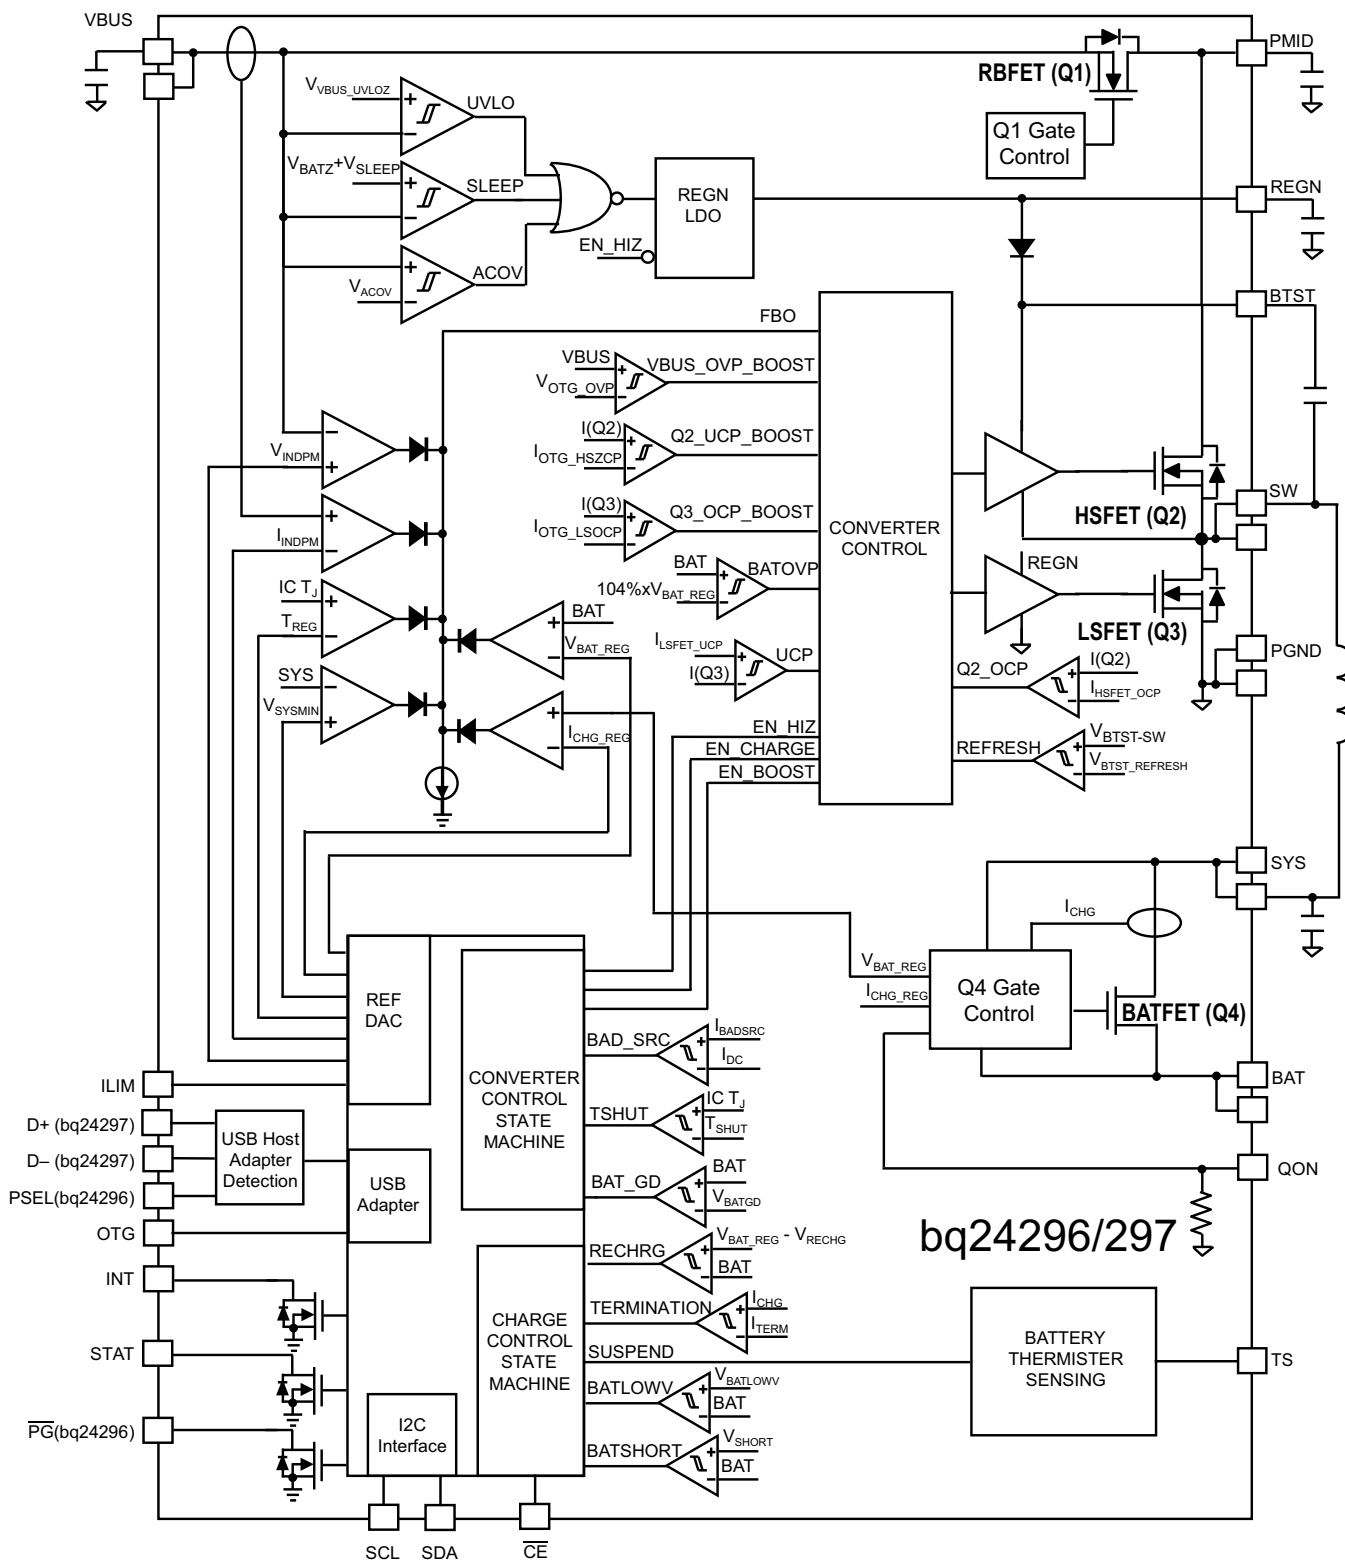 VBUS
PMID
RBFET (Q1)
V_VBUS_UVLOZ
UVLO
Q1 Gate
Control
V_BATZ+V_SLEEP
SLEEP
REGN
LDO
REGN
EN_HIZ
ACOV
V_ACOV
BTST
FBO
VBUS
V_OTG_OVP
VBUS_OVP_BOOST
I(Q2)
I_OTG_HSZCP
Q2_UCP_BOOST
V_INDPM
I(Q3)
I_OTG_LSOCP
Q3_OCP_BOOST
I_INDPM
CONVERTER
CONTROL
HSFET (Q2)
SW
BAT
104%xV_BAT_REG
BATOVP
REGN
IC T_J
T_REG
BAT
V_BAT_REG
LSFET (Q3)
I_LSFET_UCP
I(Q3)
UCP
PGND
Q2_OCP
I(Q2)
I_HSFET_OCP
SYS
V_SYSMIN
I_CHG_REG
EN_HIZ
EN_CHARGE
EN_BOOST
REFRESH
V_BTST-SW
V_BTST_REFRESH
SYS
I_CHG
V_BAT_REG
I_CHG_REG
Q4 Gate
Control
BATFET (Q4)
REF
DAC
BAD_SRC
I_BADSRC
I_DC
BAT
ILIM
CONVERTER
CONTROL
STATE
MACHINE
TSHUT
IC T_J
T_SHUT
D+ (bq24297)
D– (bq24297)
PSEL(bq24296)
USB Host
Adapter
Detection
USB
Adapter
BAT_GD
BAT
V_BATGD
QON
OTG
bq24296/297
RECHRG
V_BAT_REG - V_RECHG
BAT
INT
TERMINATION
I_CHG
I_TERM
CHARGE
CONTROL
STATE
MACHINE
STAT
SUSPEND
BATTERY
THERMISTER
SENSING
TS
BATLOWV
V_BATLOWV
BAT
PG(bq24296)
I2C
Interface
BATSHORT
V_SHORT
BAT
SCL
SDA
CE